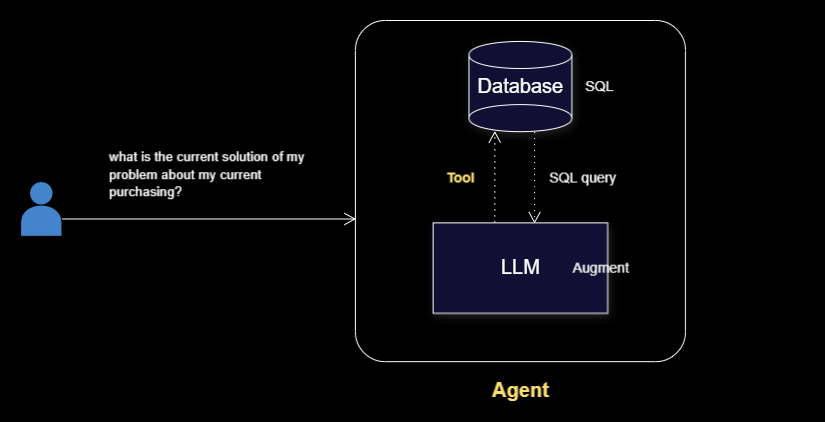 Database
SQL
what is the current solution of my
problem about my current
purchasing?
Tool
SQL query
LLM
Augment
Agent